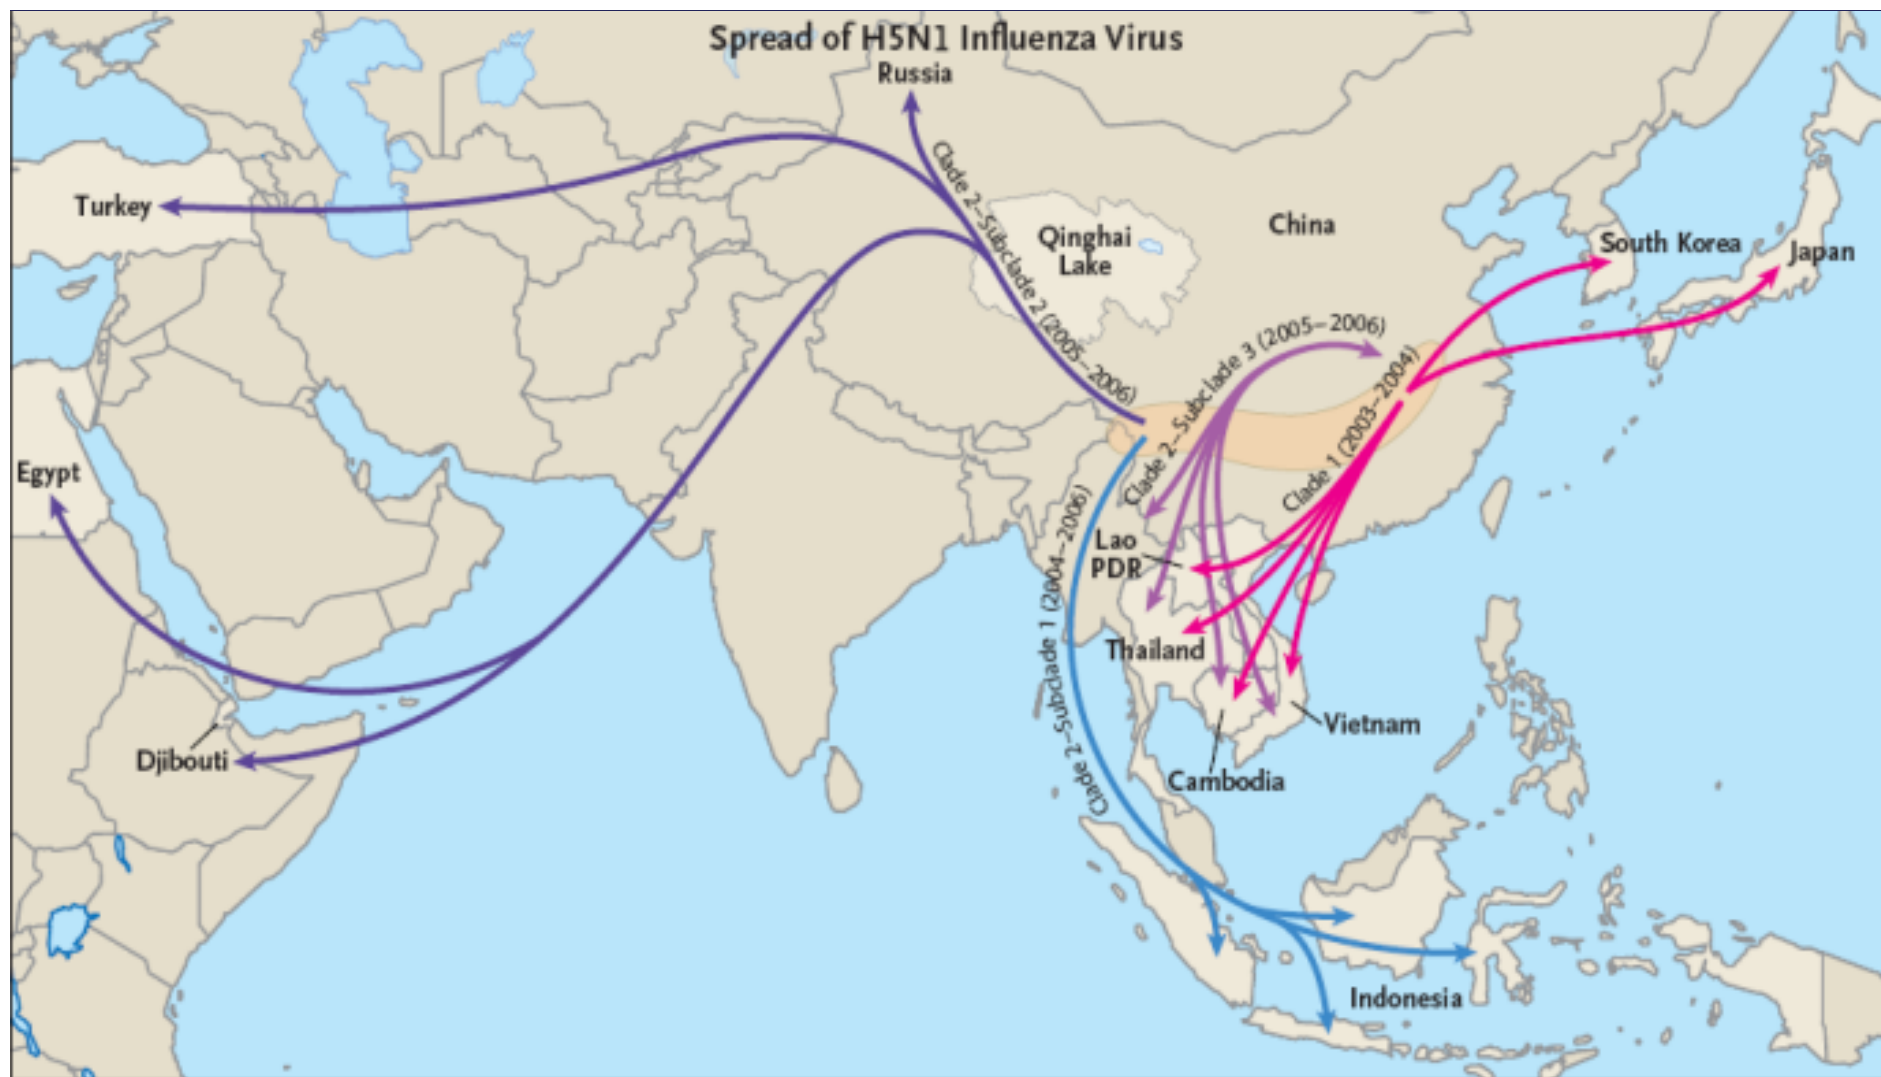 Spread of H5N1 Influenza Virus
Russia
Clade 2–Subclade 2 (2005–2006)
Turkey
Qinghai
Lake
China
South Korea
Japan
Clade 2–Subclade 3 (2005–2006)
Clade 1 (2003–2004)
Egypt
Clade 2–Subclade 1 (2004–2006)
Lao
PDR
Thailand
Vietnam
Djibouti
Cambodia
Indonesia